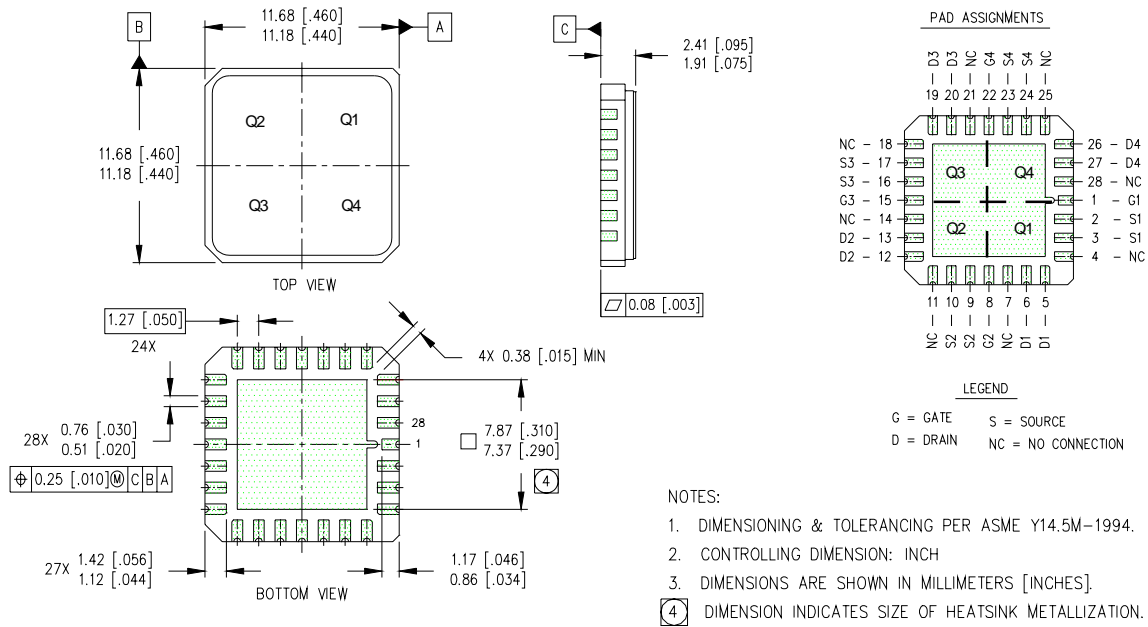 11.68 [.460]
11.18 [.440]
B
A
11.68 [.460]
11.18 [.440]
Q2
Q1
Q3
Q4
TOP VIEW
C
2.41 [.095]
1.91 [.075]
0.08 [.003]
PAD ASSIGNMENTS
D3 D3 NC G4 S4 S4 NC
19 20 21 22 23 24 25
NC - 18
S3 - 17
S3 - 16
G3 - 15
NC - 14
D2 - 13
D2 - 12
Q3 Q4
Q2 Q1
26 - D4
27 - D4
28 - NC
1 - G1
2 - S1
3 - S1
4 - NC
11 10 9 8 7 6 5
NC S2 S2 G2 NC D1 D1
LEGEND
G = GATE S = SOURCE
D = DRAIN NC = NO CONNECTION
1.27 [.050]
24X
4X 0.38 [.015] MIN
28X 0.76 [.030]
0.51 [.020]
⌖ 0.25 [.010]Ⓜ C B A
28
1
7.87 [.310]
7.37 [.290]
4
27X 1.42 [.056]
1.12 [.044]
1.17 [.046]
0.86 [.034]
BOTTOM VIEW
NOTES:
1. DIMENSIONING & TOLERANCING PER ASME Y14.5M-1994.
2. CONTROLLING DIMENSION: INCH
3. DIMENSIONS ARE SHOWN IN MILLIMETERS [INCHES].
4 DIMENSION INDICATES SIZE OF HEATSINK METALLIZATION.